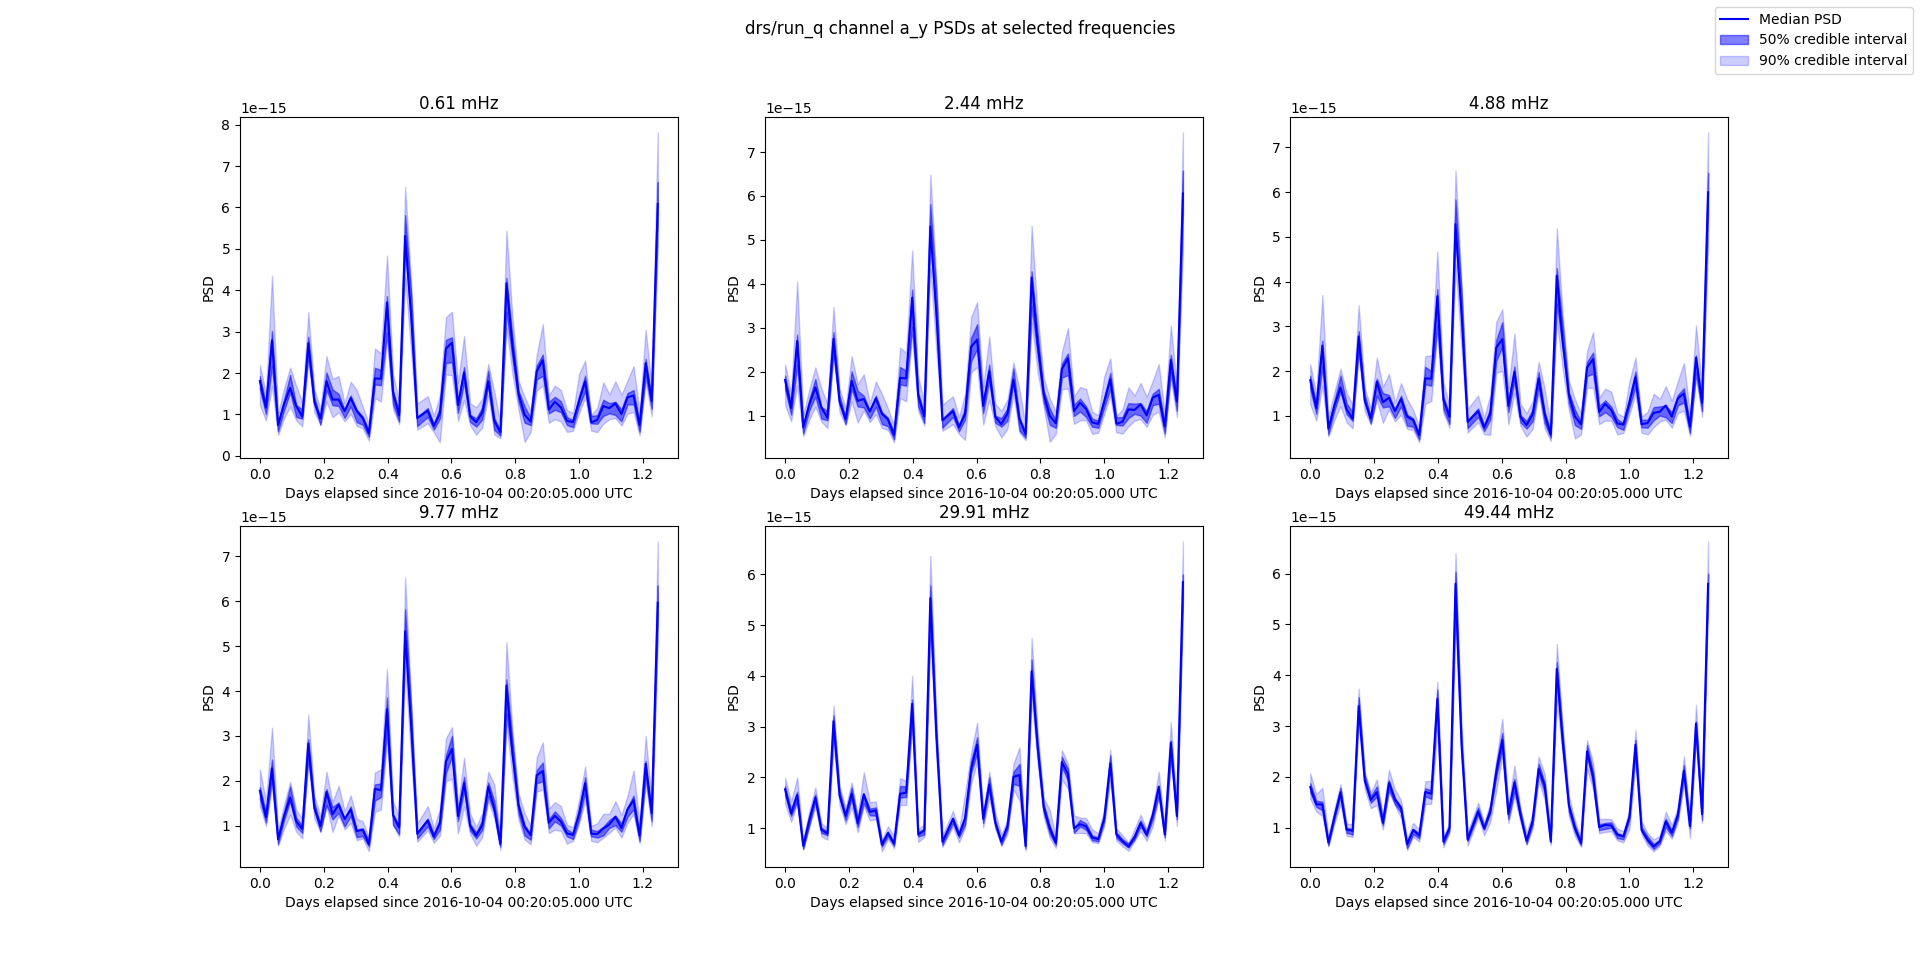 drs/run_q channel a_y PSDs at selected frequencies
Median PSD
50% credible interval
90% credible interval
0.61 mHz
1e−15
8
7
6
5
4
3
2
1
0
PSD
0.0 0.2 0.4 0.6 0.8 1.0 1.2
Days elapsed since 2016-10-04 00:20:05.000 UTC
2.44 mHz
1e−15
7
6
5
4
3
2
1
PSD
0.0 0.2 0.4 0.6 0.8 1.0 1.2
Days elapsed since 2016-10-04 00:20:05.000 UTC
4.88 mHz
1e−15
7
6
5
4
3
2
1
PSD
0.0 0.2 0.4 0.6 0.8 1.0 1.2
Days elapsed since 2016-10-04 00:20:05.000 UTC
9.77 mHz
1e−15
7
6
5
4
3
2
1
PSD
0.0 0.2 0.4 0.6 0.8 1.0 1.2
Days elapsed since 2016-10-04 00:20:05.000 UTC
29.91 mHz
1e−15
6
5
4
3
2
1
PSD
0.0 0.2 0.4 0.6 0.8 1.0 1.2
Days elapsed since 2016-10-04 00:20:05.000 UTC
49.44 mHz
1e−15
6
5
4
3
2
1
PSD
0.0 0.2 0.4 0.6 0.8 1.0 1.2
Days elapsed since 2016-10-04 00:20:05.000 UTC